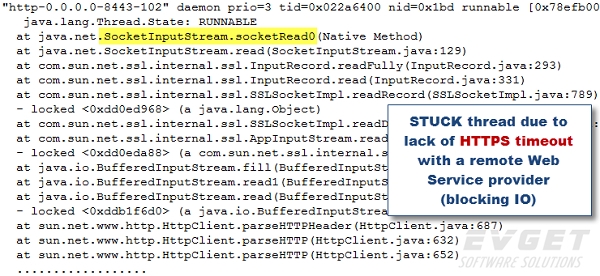 "http-0.0.0.0-8443-102" daemon prio=3 tid=0x022a6400 nid=0x1bd runnable [0x78efb00
java.lang.Thread.State: RUNNABLE
at java.net.SocketInputStream.socketRead0(Native Method)
at java.net.SocketInputStream.read(SocketInputStream.java:129)
at com.sun.net.ssl.internal.ssl.InputRecord.readFully(InputRecord.java:293)
at com.sun.net.ssl.internal.ssl.InputRecord.read(InputRecord.java:331)
at com.sun.net.ssl.internal.ssl.SSLSocketImpl.readRecord(SSLSocketImpl.java:789)
- locked <0xdd0ed968> (a java.lang.Object)
at com.sun.net.ssl.internal.ssl.SSLSocketImpl.readD
at com.sun.net.ssl.internal.ssl.AppInputStream.read
- locked <0xdd0eda88> (a com.sun.net.ssl.internal.s
at java.io.BufferedInputStream.fill(BufferedInputSt
at java.io.BufferedInputStream.read1(BufferedInputS
at java.io.BufferedInputStream.read(BufferedInputSt
- locked <0xddb1f6d0> (a java.io.BufferedInputStream
at sun.net.www.http.HttpClient.parseHTTPHeader(HttpClient.java:687)
at sun.net.www.http.HttpClient.parseHTTP(HttpClient.java:632)
at sun.net.www.http.HttpClient.parseHTTP(HttpClient.java:652)
.................
STUCK thread due to
lack of HTTPS timeout
with a remote Web
Service provider
(blocking IO)
EVGET
SOFTWARE SOLUTIONS